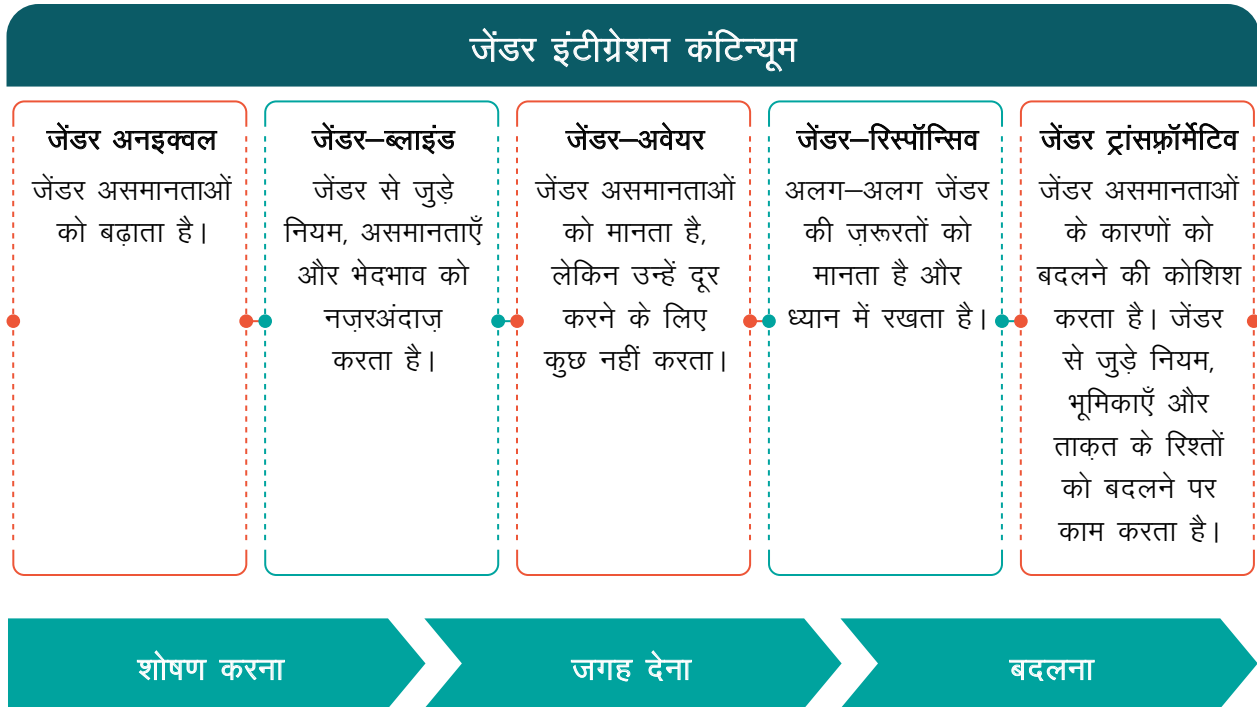 जेंडर इंटीग्रेशन कंटिन्यूम
जेंडर अनइक्वल
जेंडर असमानताओं
को बढ़ाता है।
जेंडर–ब्लाइंड
जेंडर से जुड़े
नियम, असमानताएँ
और भेदभाव को
नज़रअंदाज़
करता है।
जेंडर–अवेयर
जेंडर असमानताओं
को मानता है,
लेकिन उन्हें दूर
करने के लिए
कुछ नहीं करता।
जेंडर–रिस्पॉन्सिव
अलग–अलग जेंडर
की ज़रूरतों को
मानता है और
ध्यान में रखता है।
जेंडर ट्रांसफ़ॉर्मेटिव
जेंडर असमानताओं
के कारणों को
बदलने की कोशिश
करता है। जेंडर
से जुड़े नियम,
भूमिकाएँ और
ताक़त के रिश्तों
को बदलने पर
काम करता है।
शोषण करना
जगह देना
बदलना